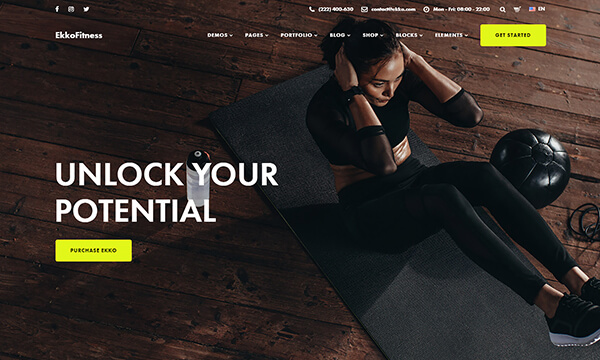 (222) 400-630
contact@ekko.com
Mon - Fri: 08:00 - 22:00
EN
EkkoFitness
DEMOS
PAGES
PORTFOLIO
BLOG
SHOP
BLOCKS
ELEMENTS
GET STARTED
UNLOCK YOUR
POTENTIAL
PURCHASE EKKO